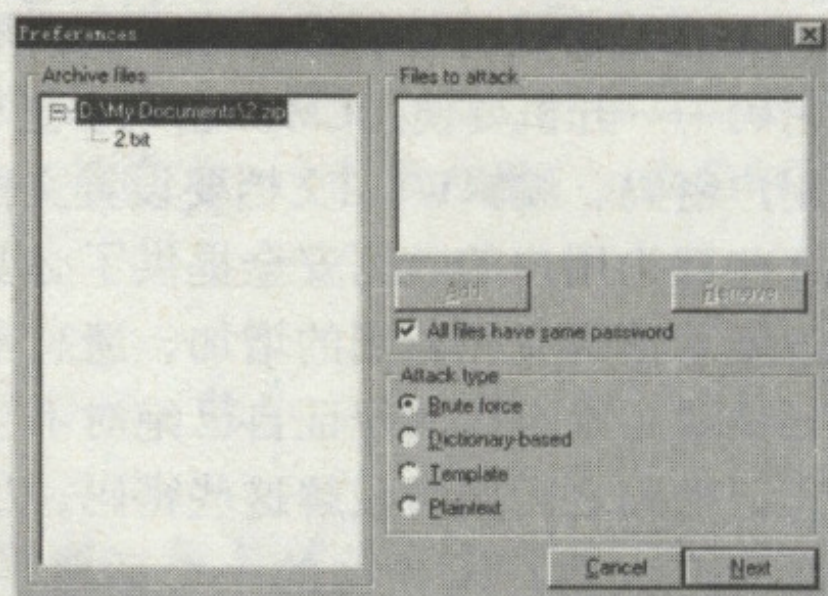 Preferances
Archive files
D:\My Documents\2.zip
2.txt
Files to attack
Add
Remove
All files have same password
Attack type
Brute force
Dictionary-based
Template
Plaintext
Cancel
Next